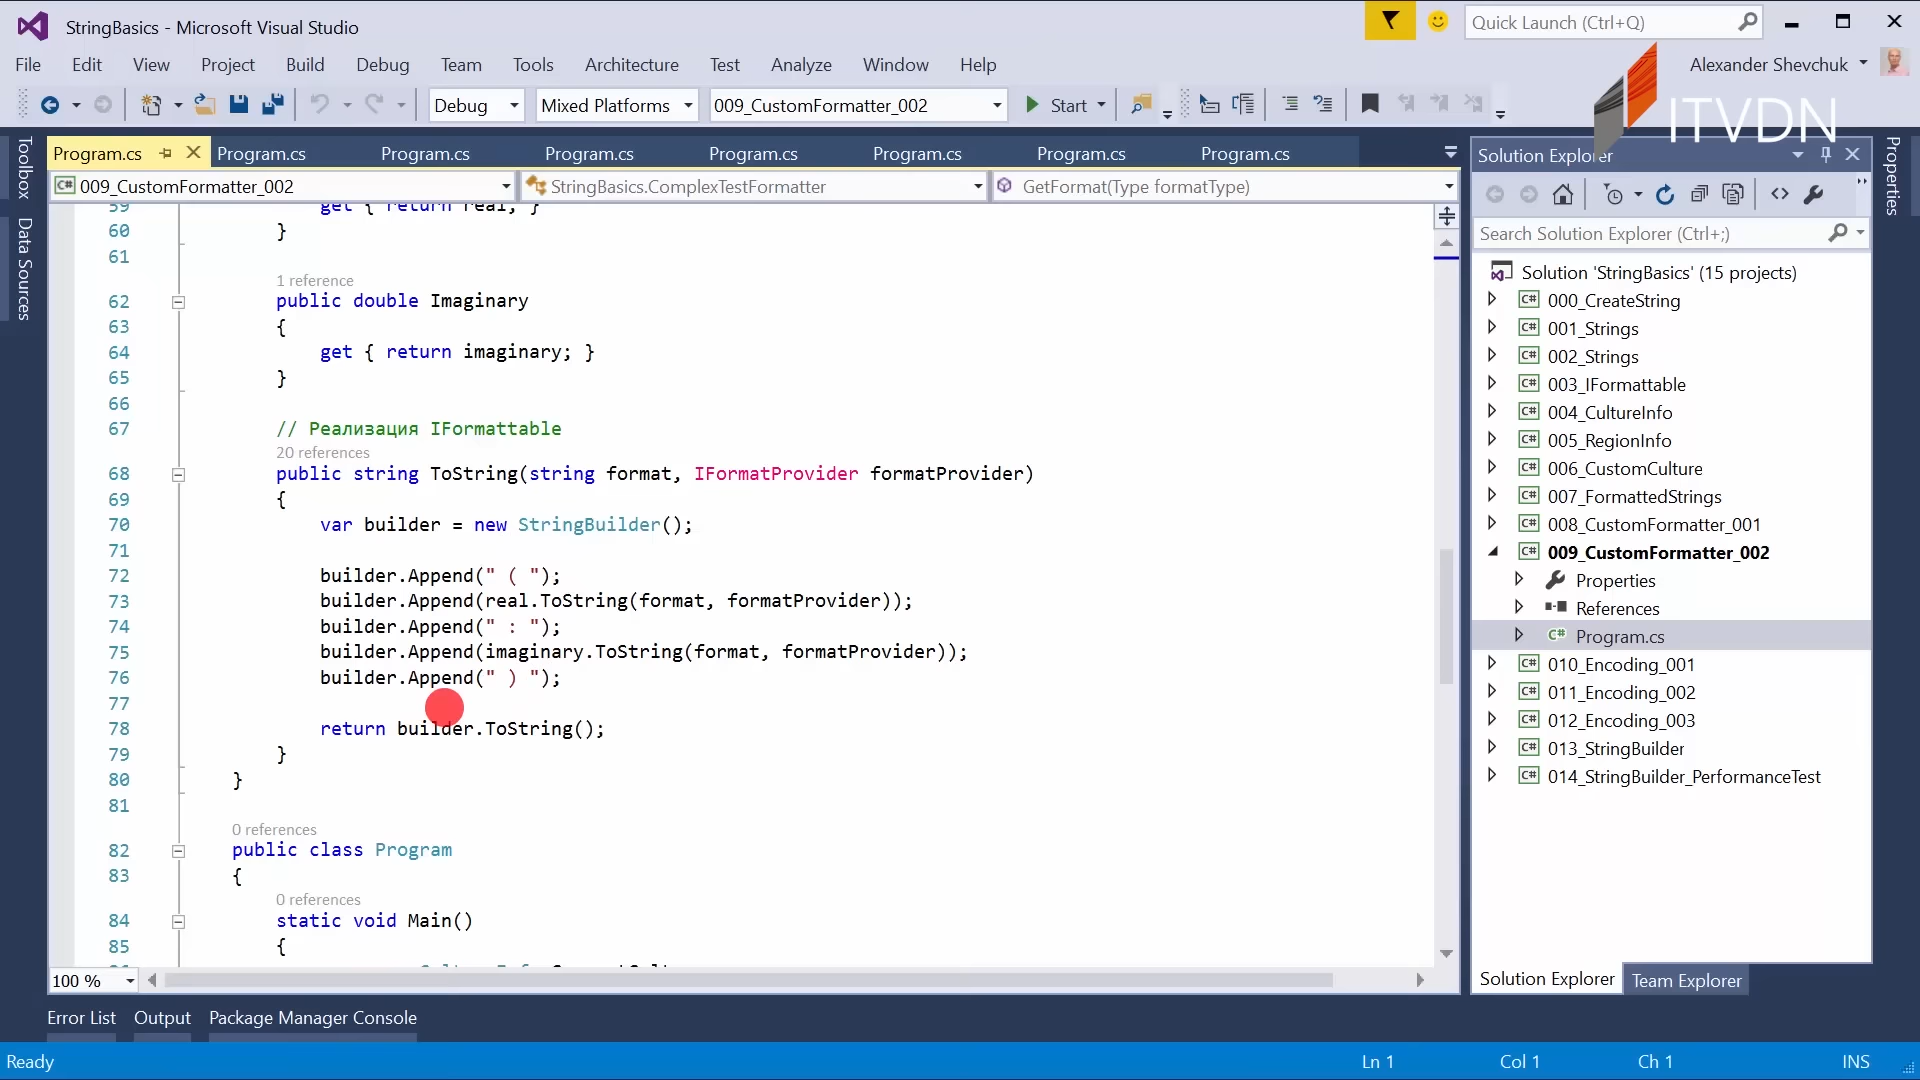 StringBasics - Microsoft Visual Studio
Quick Launch (Ctrl+Q)
File Edit View Project Build Debug Team Tools Architecture Test Analyze Window Help
Alexander Shevchuk
Debug Mixed Platforms 009_CustomFormatter_002 Start
ITVDN
Toolbox
Data Sources
Program.cs Program.cs Program.cs Program.cs Program.cs Program.cs Program.cs Program.cs
009_CustomFormatter_002 StringBasics.ComplexTestFormatter GetFormat(Type formatType)
59 get { return real; }
60 }
61
1 reference
62 public double Imaginary
63 {
64 get { return imaginary; }
65 }
66
67 // Реализация IFormattable
20 references
68 public string ToString(string format, IFormatProvider formatProvider)
69 {
70 var builder = new StringBuilder();
71
72 builder.Append(" ( ");
73 builder.Append(real.ToString(format, formatProvider));
74 builder.Append(" : ");
75 builder.Append(imaginary.ToString(format, formatProvider));
76 builder.Append(" ) ");
77
78 return builder.ToString();
79 }
80 }
81
0 references
82 public class Program
83 {
0 references
84 static void Main()
85 {
100 %
Solution Explorer
Search Solution Explorer (Ctrl+;)
Solution 'StringBasics' (15 projects)
C# 000_CreateString
C# 001_Strings
C# 002_Strings
C# 003_IFormattable
C# 004_CultureInfo
C# 005_RegionInfo
C# 006_CustomCulture
C# 007_FormattedStrings
C# 008_CustomFormatter_001
C# 009_CustomFormatter_002
Properties
References
C# Program.cs
C# 010_Encoding_001
C# 011_Encoding_002
C# 012_Encoding_003
C# 013_StringBuilder
C# 014_StringBuilder_PerformanceTest
Solution Explorer Team Explorer
Properties
Error List Output Package Manager Console
Ready Ln 1 Col 1 Ch 1 INS